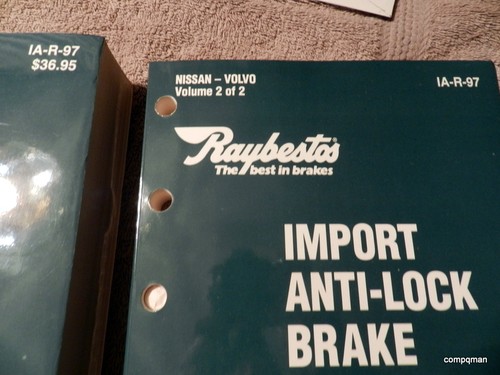 IA-R-97
$36.95
NISSAN – VOLVO
Volume 2 of 2
IA-R-97
Raybestos®
The best in brakes
IMPORT
ANTI-LOCK
BRAKE
compqman